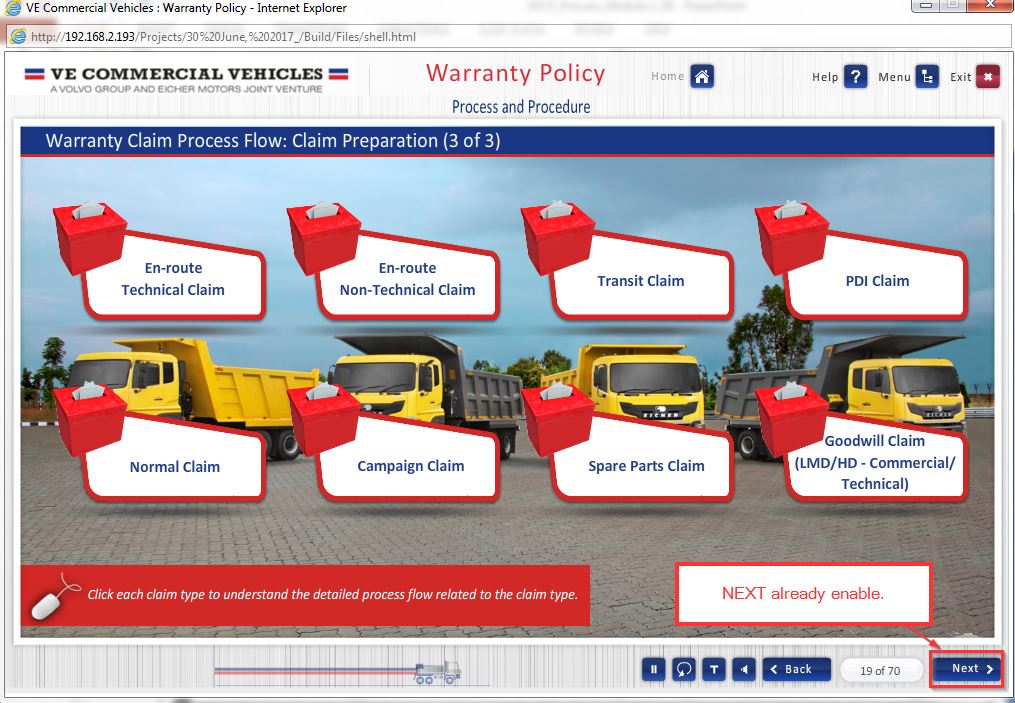 VE Commercial Vehicles : Warranty Policy - Internet Explorer
http://192.168.2.193/Projects/30%20June,%202017_/Build/Files/shell.html
VE COMMERCIAL VEHICLES
A VOLVO GROUP AND EICHER MOTORS JOINT VENTURE
Warranty Policy
Process and Procedure
Home
Help ?
Menu
Exit
Warranty Claim Process Flow: Claim Preparation (3 of 3)
En-route
Technical Claim
En-route
Non-Technical Claim
Transit Claim
PDI Claim
EICHER
Normal Claim
Campaign Claim
Spare Parts Claim
Goodwill Claim
(LMD/HD - Commercial/
Technical)
Click each claim type to understand the detailed process flow related to the claim type.
NEXT already enable.
T
Back
19 of 70
Next